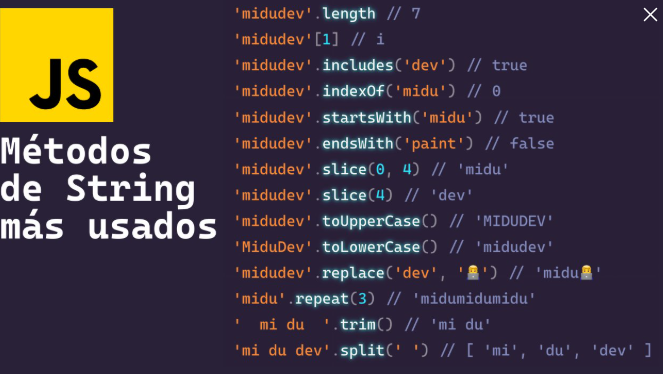 JS
Métodos
de String
más usados
'midudev'.length // 7
'midudev'[1] // i
'midudev'.includes('dev') // true
'midudev'.indexOf('midu') // 0
'midudev'.startsWith('midu') // true
'midudev'.endsWith('paint') // false
'midudev'.slice(0, 4) // 'midu'
'midudev'.slice(4) // 'dev'
'midudev'.toUpperCase() // 'MIDUDEV'
'MiduDev'.toLowerCase() // 'midudev'
'midudev'.replace('dev', '👨‍💻') // 'midu👨‍💻'
'midu'.repeat(3) // 'midumidumidu'
'  mi du  '.trim() // 'mi du'
'mi du dev'.split(' ') // [ 'mi', 'du', 'dev' ]